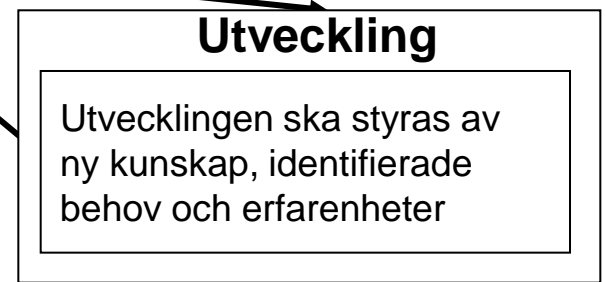 Utveckling
Utvecklingen ska styras av
ny kunskap, identifierade
behov och erfarenheter